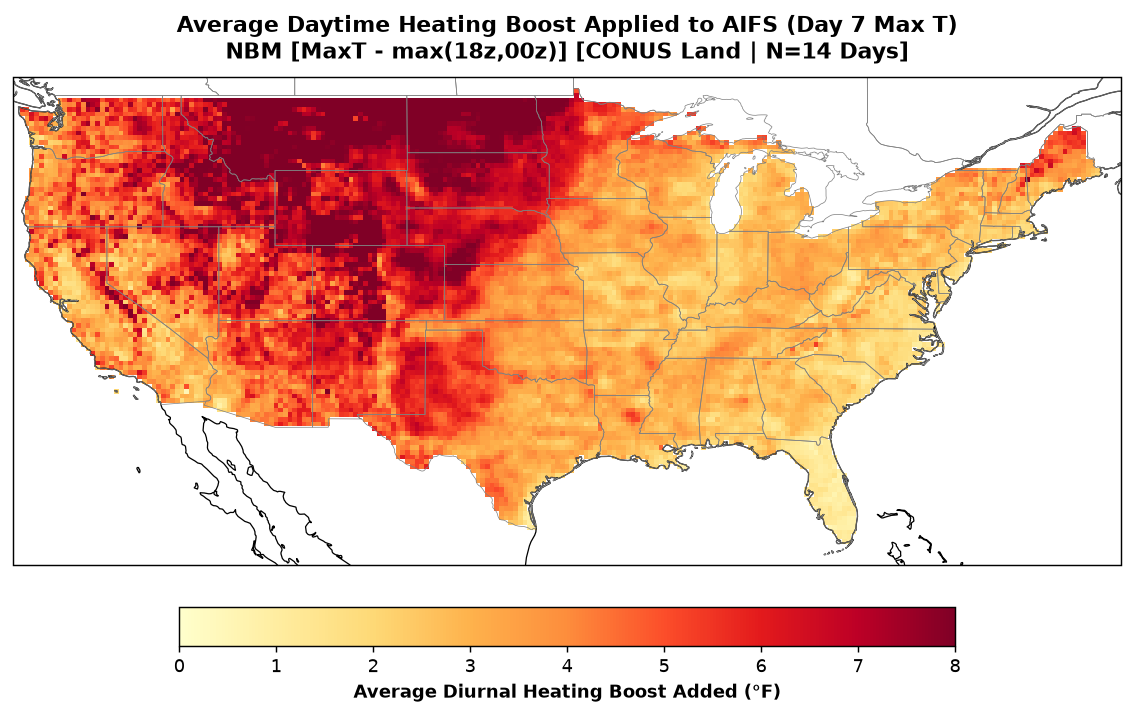 Average Daytime Heating Boost Applied to AIFS (Day 7 Max T)
NBM [MaxT - max(18z,00z)] [CONUS Land | N=14 Days]
0 1 2 3 4 5 6 7 8
Average Diurnal Heating Boost Added (°F)